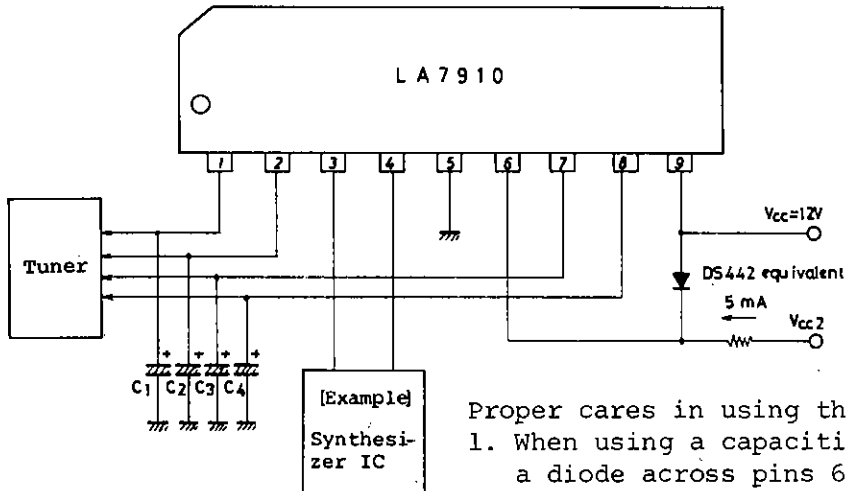 LA7910
1 2 3 4 5 6 7 8 9
Vcc=12V
Tuner
DS442 equivalent
5 mA
Vcc2
+ + + +
C1 C2 C3 C4
[Example]
Synthesi-
zer IC
Proper cares in using th
1. When using a capaciti
a diode across pins 6